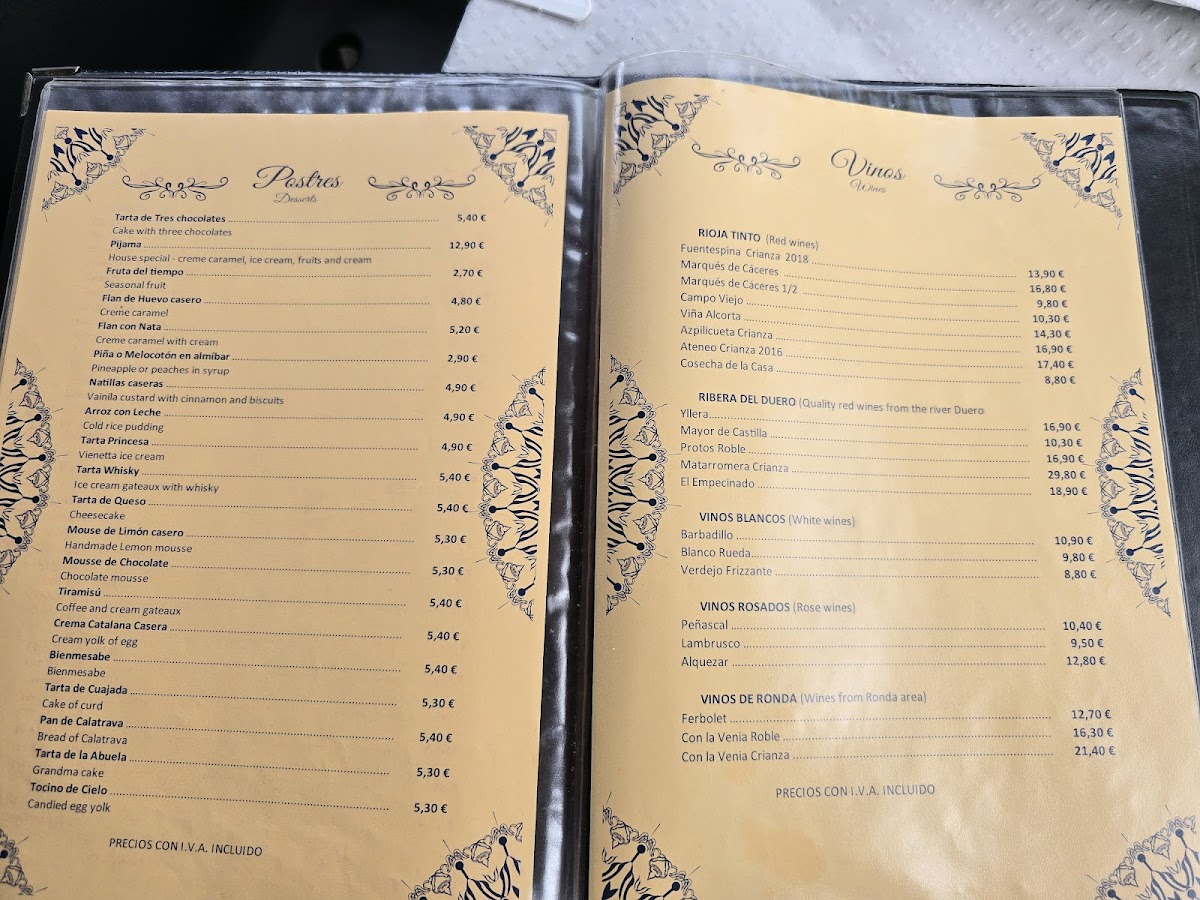 Postres
Desserts
Tarta de Tres chocolates 5,40 €
Cake with three chocolates
Pijama 12,90 €
House special - creme caramel, ice cream, fruits and cream
Fruta del tiempo 2,70 €
Seasonal fruit
Flan de Huevo casero 4,80 €
Creme caramel
Flan con Nata 5,20 €
Creme caramel with cream
Piña o Melocotón en almíbar 2,90 €
Pineapple or peaches in syrup
Natillas caseras 4,90 €
Vainila custard with cinnamon and biscuits
Arroz con Leche 4,90 €
Cold rice pudding
Tarta Princesa 4,90 €
Vienetta ice cream
Tarta Whisky 5,40 €
Ice cream gateaux with whisky
Tarta de Queso 5,40 €
Cheesecake
Mouse de Limón casero 5,30 €
Handmade Lemon mousse
Mousse de Chocolate 5,30 €
Chocolate mousse
Tiramisú 5,40 €
Coffee and cream gateaux
Crema Catalana Casera 5,40 €
Cream yolk of egg
Bienmesabe 5,40 €
Bienmesabe
Tarta de Cuajada 5,30 €
Cake of curd
Pan de Calatrava 5,40 €
Bread of Calatrava
Tarta de la Abuela 5,30 €
Grandma cake
Tocino de Cielo 5,30 €
Candied egg yolk
PRECIOS CON I.V.A. INCLUIDO
Vinos
Wines
RIOJA TINTO (Red wines)
Fuentespina Crianza 2018 13,90 €
Marqués de Cáceres 16,80 €
Marqués de Cáceres 1/2 9,80 €
Campo Viejo 10,30 €
Viña Alcorta 14,30 €
Azpilicueta Crianza 16,90 €
Ateneo Crianza 2016 17,40 €
Cosecha de la Casa 8,80 €
RIBERA DEL DUERO (Quality red wines from the river Duero
Yllera 16,90 €
Mayor de Castilla 10,30 €
Protos Roble 16,90 €
Matarromera Crianza 29,80 €
El Empecinado 18,90 €
VINOS BLANCOS (White wines)
Barbadillo 10,90 €
Blanco Rueda 9,80 €
Verdejo Frizzante 8,80 €
VINOS ROSADOS (Rose wines)
Peñascal 10,40 €
Lambrusco 9,50 €
Alquezar 12,80 €
VINOS DE RONDA (Wines from Ronda area)
Ferbolet 12,70 €
Con la Venia Roble 16,30 €
Con la Venia Crianza 21,40 €
PRECIOS CON I.V.A. INCLUIDO